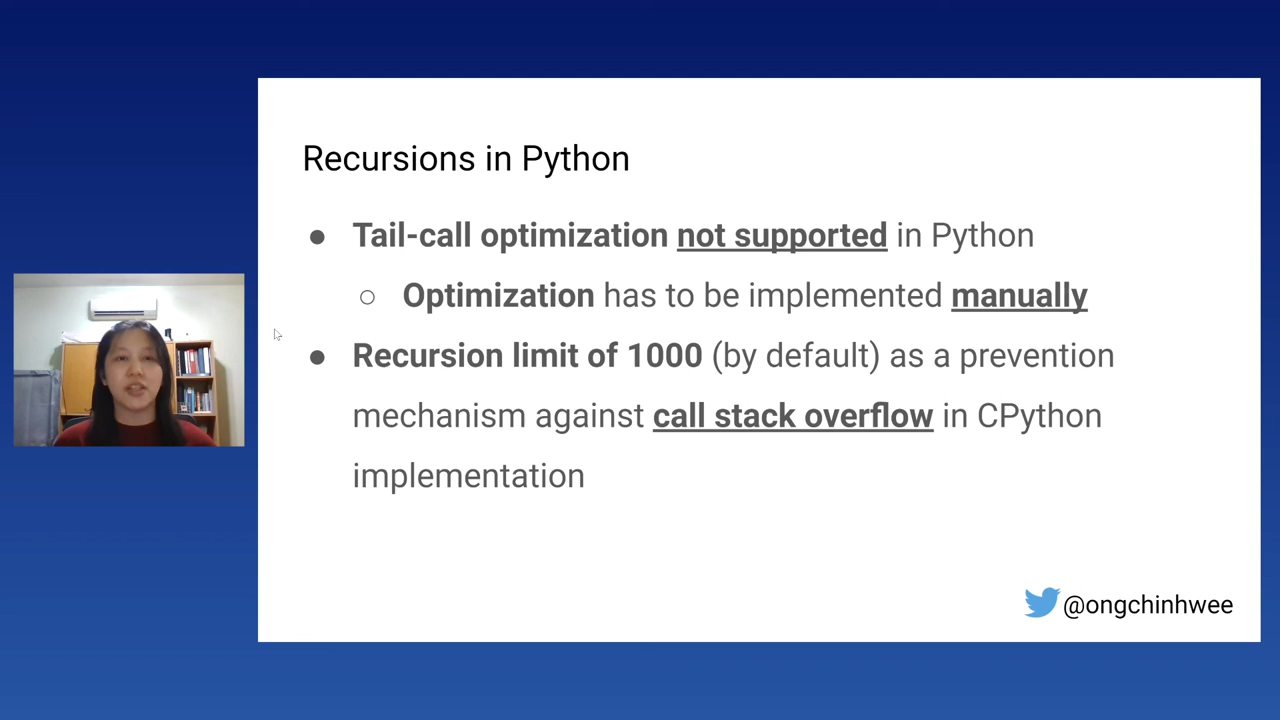 Recursions in Python
● Tail-call optimization not supported in Python
○ Optimization has to be implemented manually
● Recursion limit of 1000 (by default) as a prevention
mechanism against call stack overflow in CPython
implementation
@ongchinhwee